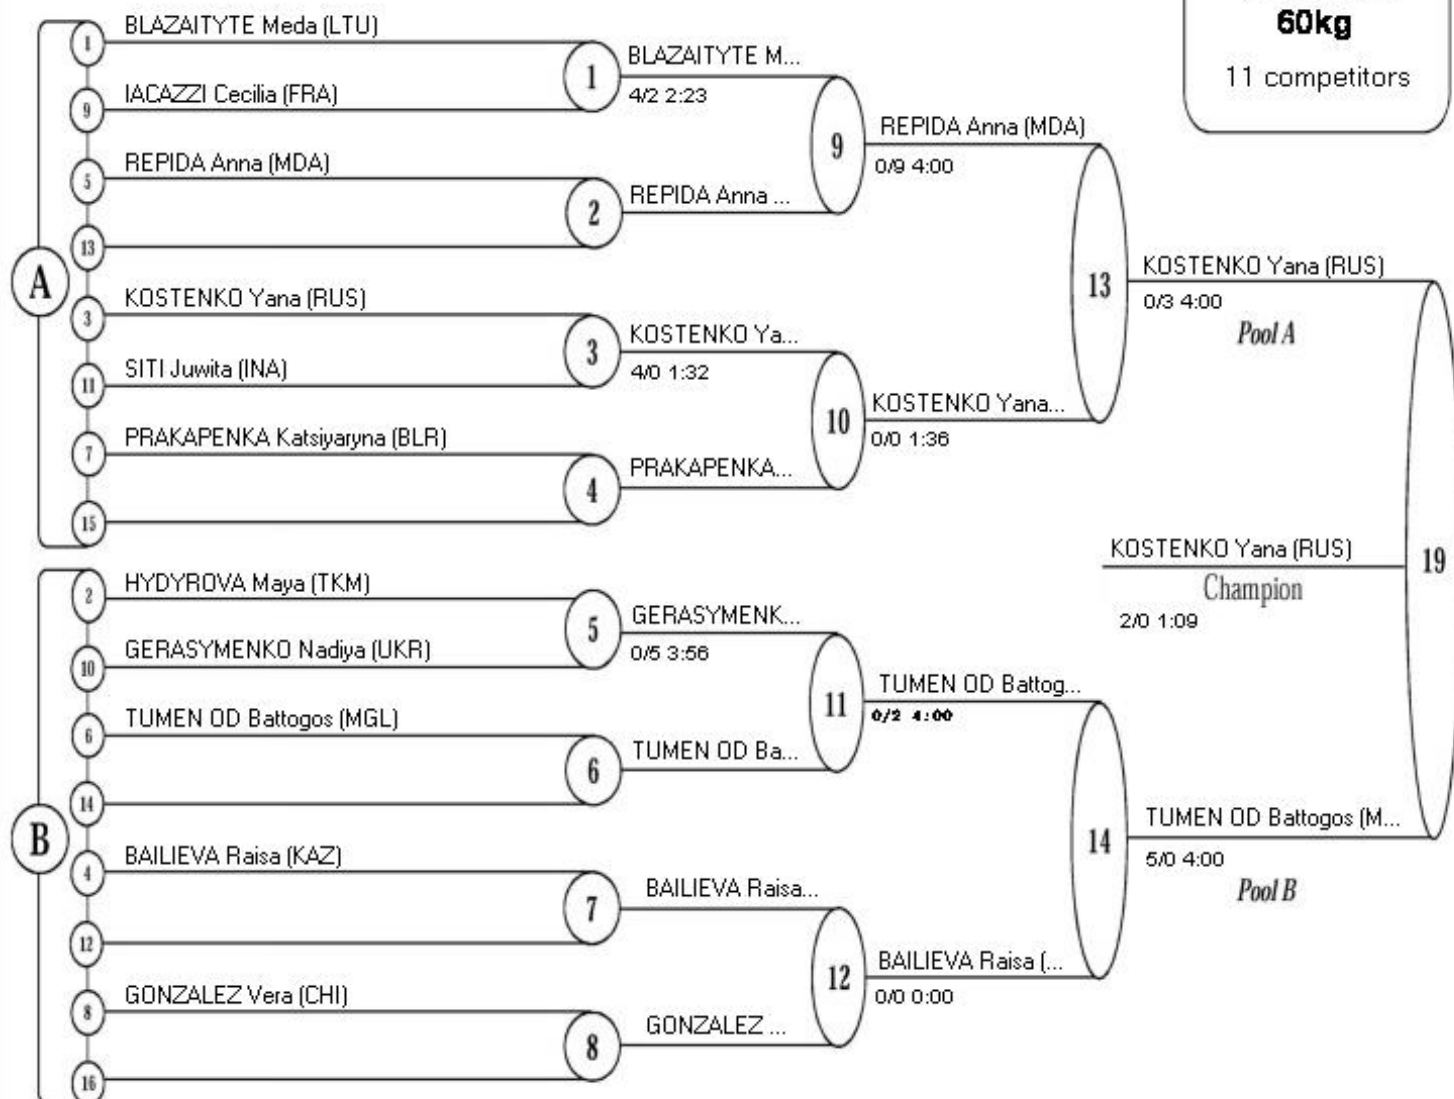 60kg
11 competitors
A
1
BLAZAITYTE Meda (LTU)
9
IACAZZI Cecilia (FRA)
1
BLAZAITYTE M...
4/2 2:23
5
REPIDA Anna (MDA)
13
2
REPIDA Anna ...
9
REPIDA Anna (MDA)
0/9 4:00
3
KOSTENKO Yana (RUS)
11
SITI Juwita (INA)
3
KOSTENKO Ya...
4/0 1:32
7
PRAKAPENKA Katsiyaryna (BLR)
15
4
PRAKAPENKA...
10
KOSTENKO Yana...
0/0 1:36
13
KOSTENKO Yana (RUS)
0/3 4:00
Pool A
B
2
HYDYROVA Maya (TKM)
10
GERASYMENKO Nadiya (UKR)
5
GERASYMENK...
0/5 3:56
6
TUMEN OD Battogos (MGL)
14
6
TUMEN OD Ba...
11
TUMEN OD Battog...
0/2 4:00
4
BAILIEVA Raisa (KAZ)
12
7
BAILIEVA Raisa...
8
GONZALEZ Vera (CHI)
16
8
GONZALEZ ...
12
BAILIEVA Raisa (...
0/0 0:00
14
TUMEN OD Battogos (M...
5/0 4:00
Pool B
19
KOSTENKO Yana (RUS)
Champion
2/0 1:09